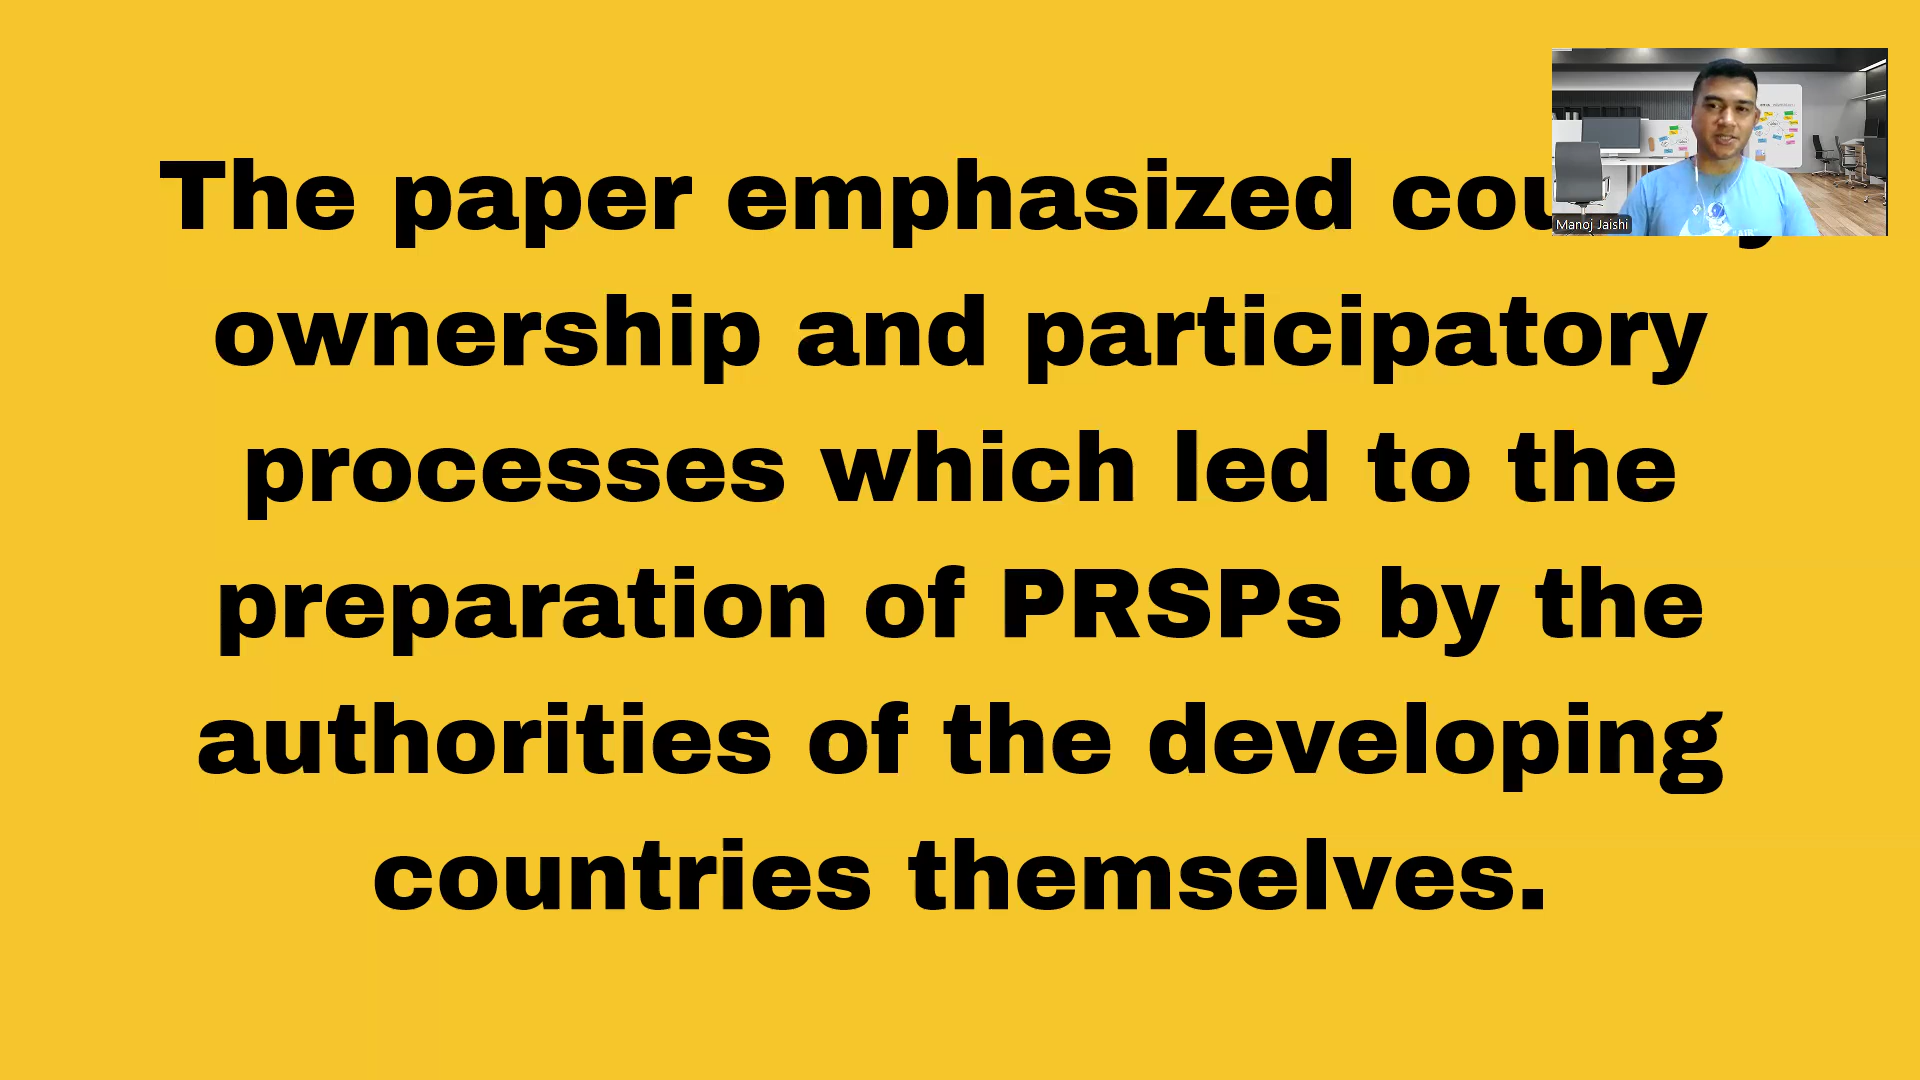 The paper emphasized
ownership and participatory
processes which led to the
preparation of PRSPs by the
authorities of the developing
countries themselves.
Manoj Jaishi